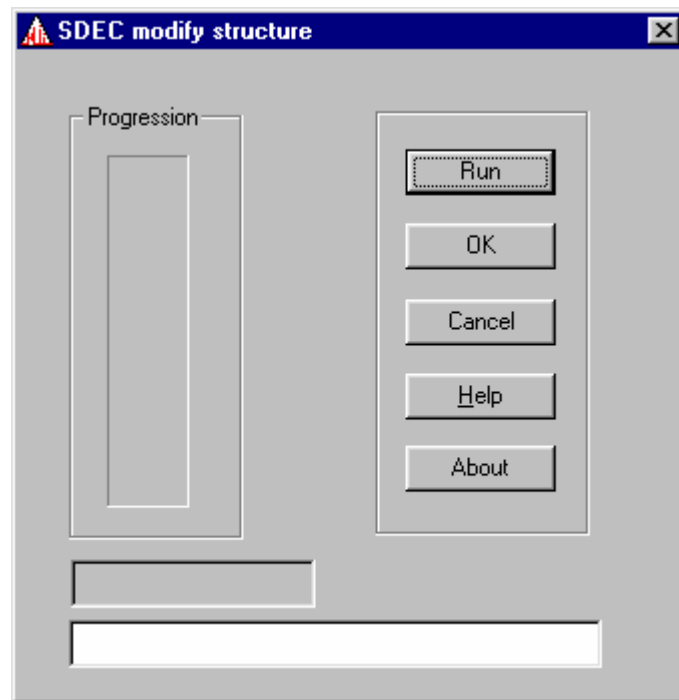 SDEC modify structure
Progression
Run
OK
Cancel
Help
About